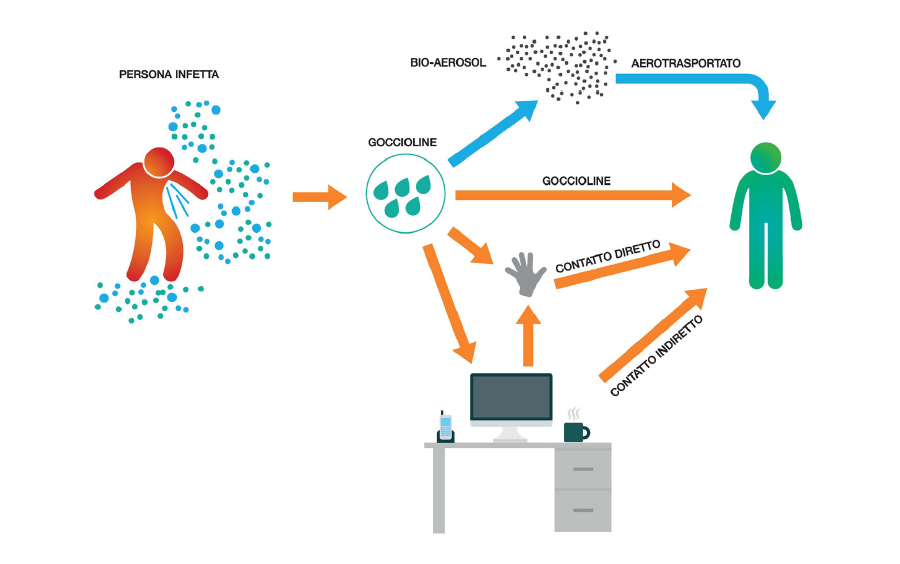 PERSONA INFETTA
BIO-AEROSOL
AEROTRASPORTATO
GOCCIOLINE
GOCCIOLINE
CONTATTO DIRETTO
CONTATTO INDIRETTO